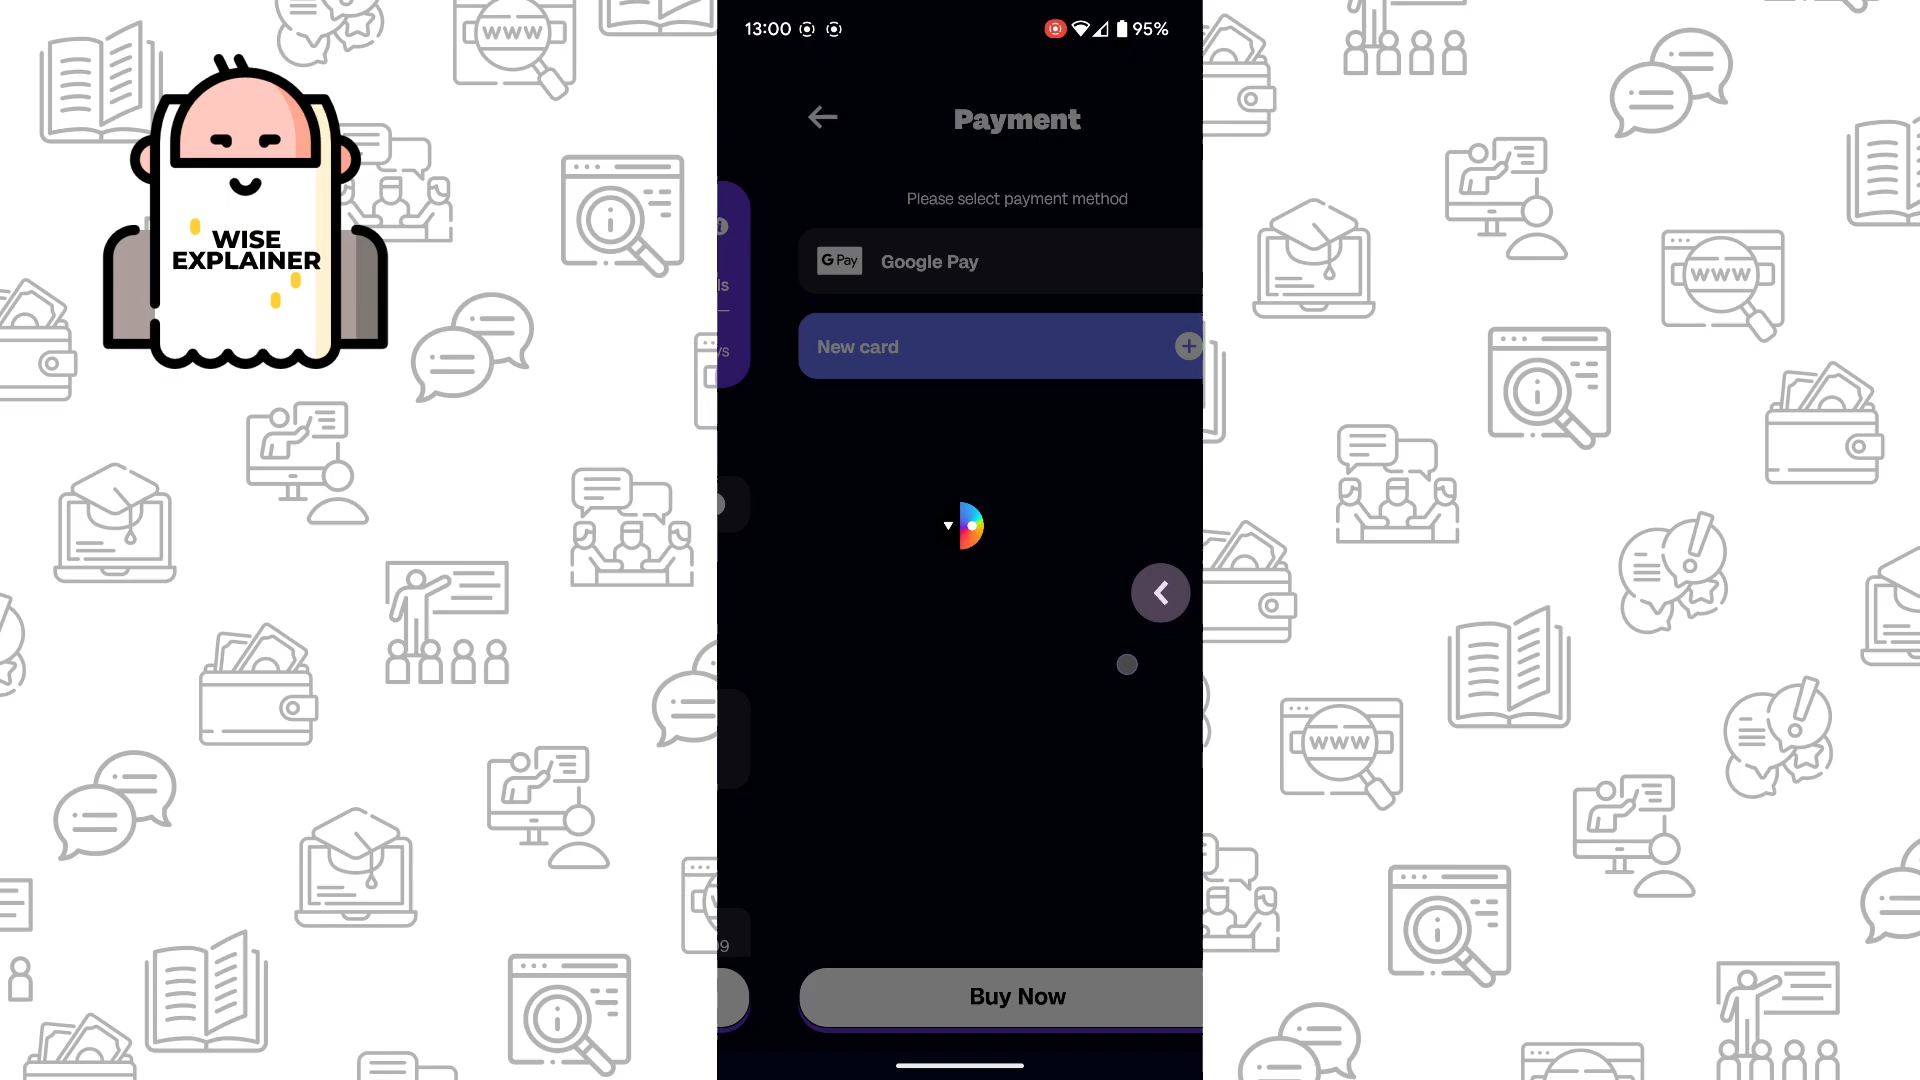 WWW
13:00
95%
WISE
EXPLAINER
Payment
Please select payment method
G Pay
Google Pay
New card
WWW
WWW
Buy Now